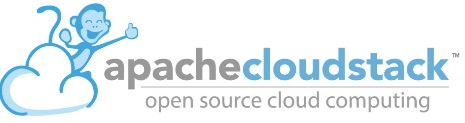 apachecloudstack™
open source cloud computing